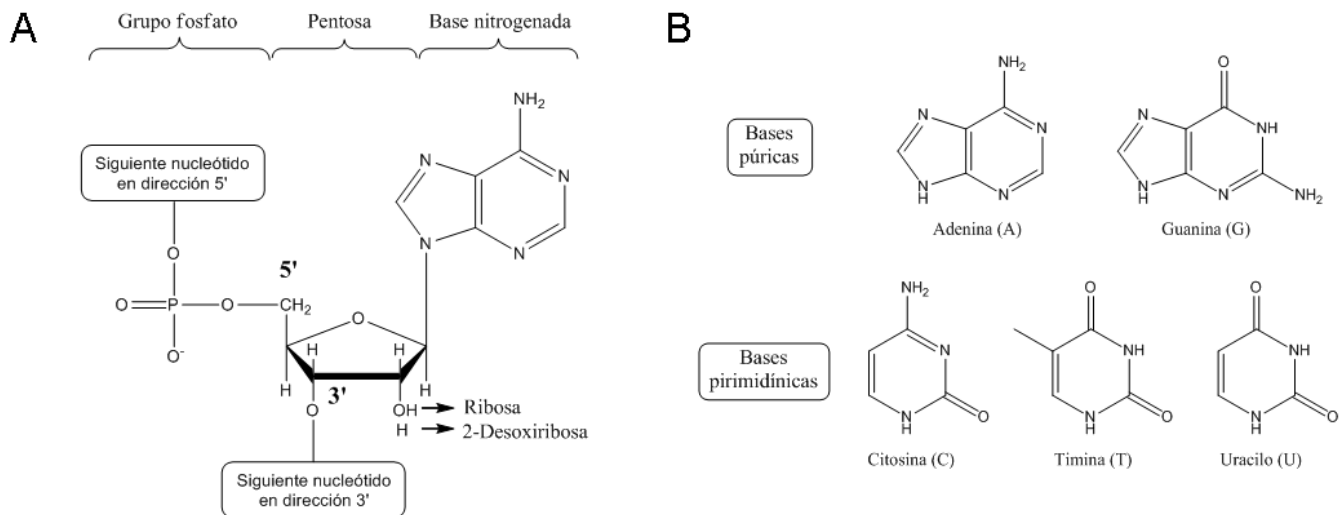 A
Grupo fosfato
Pentosa
Base nitrogenada
NH2
N
N
N
N
Siguiente nucleótido
en dirección 5'
O
O
P
O
O-
5'
CH2
O
H
H
H
H
3'
O
OH
Ribosa
H
2-Desoxiribosa
Siguiente nucleótido
en dirección 3'
B
Bases
púricas
NH2
N
N
N
H
N
Adenina (A)
O
N
NH
N
H
N
NH2
Guanina (G)
Bases
pirimidínicas
NH2
N
N
H
O
Citosina (C)
O
NH
N
H
O
Timina (T)
O
NH
N
H
O
Uracilo (U)